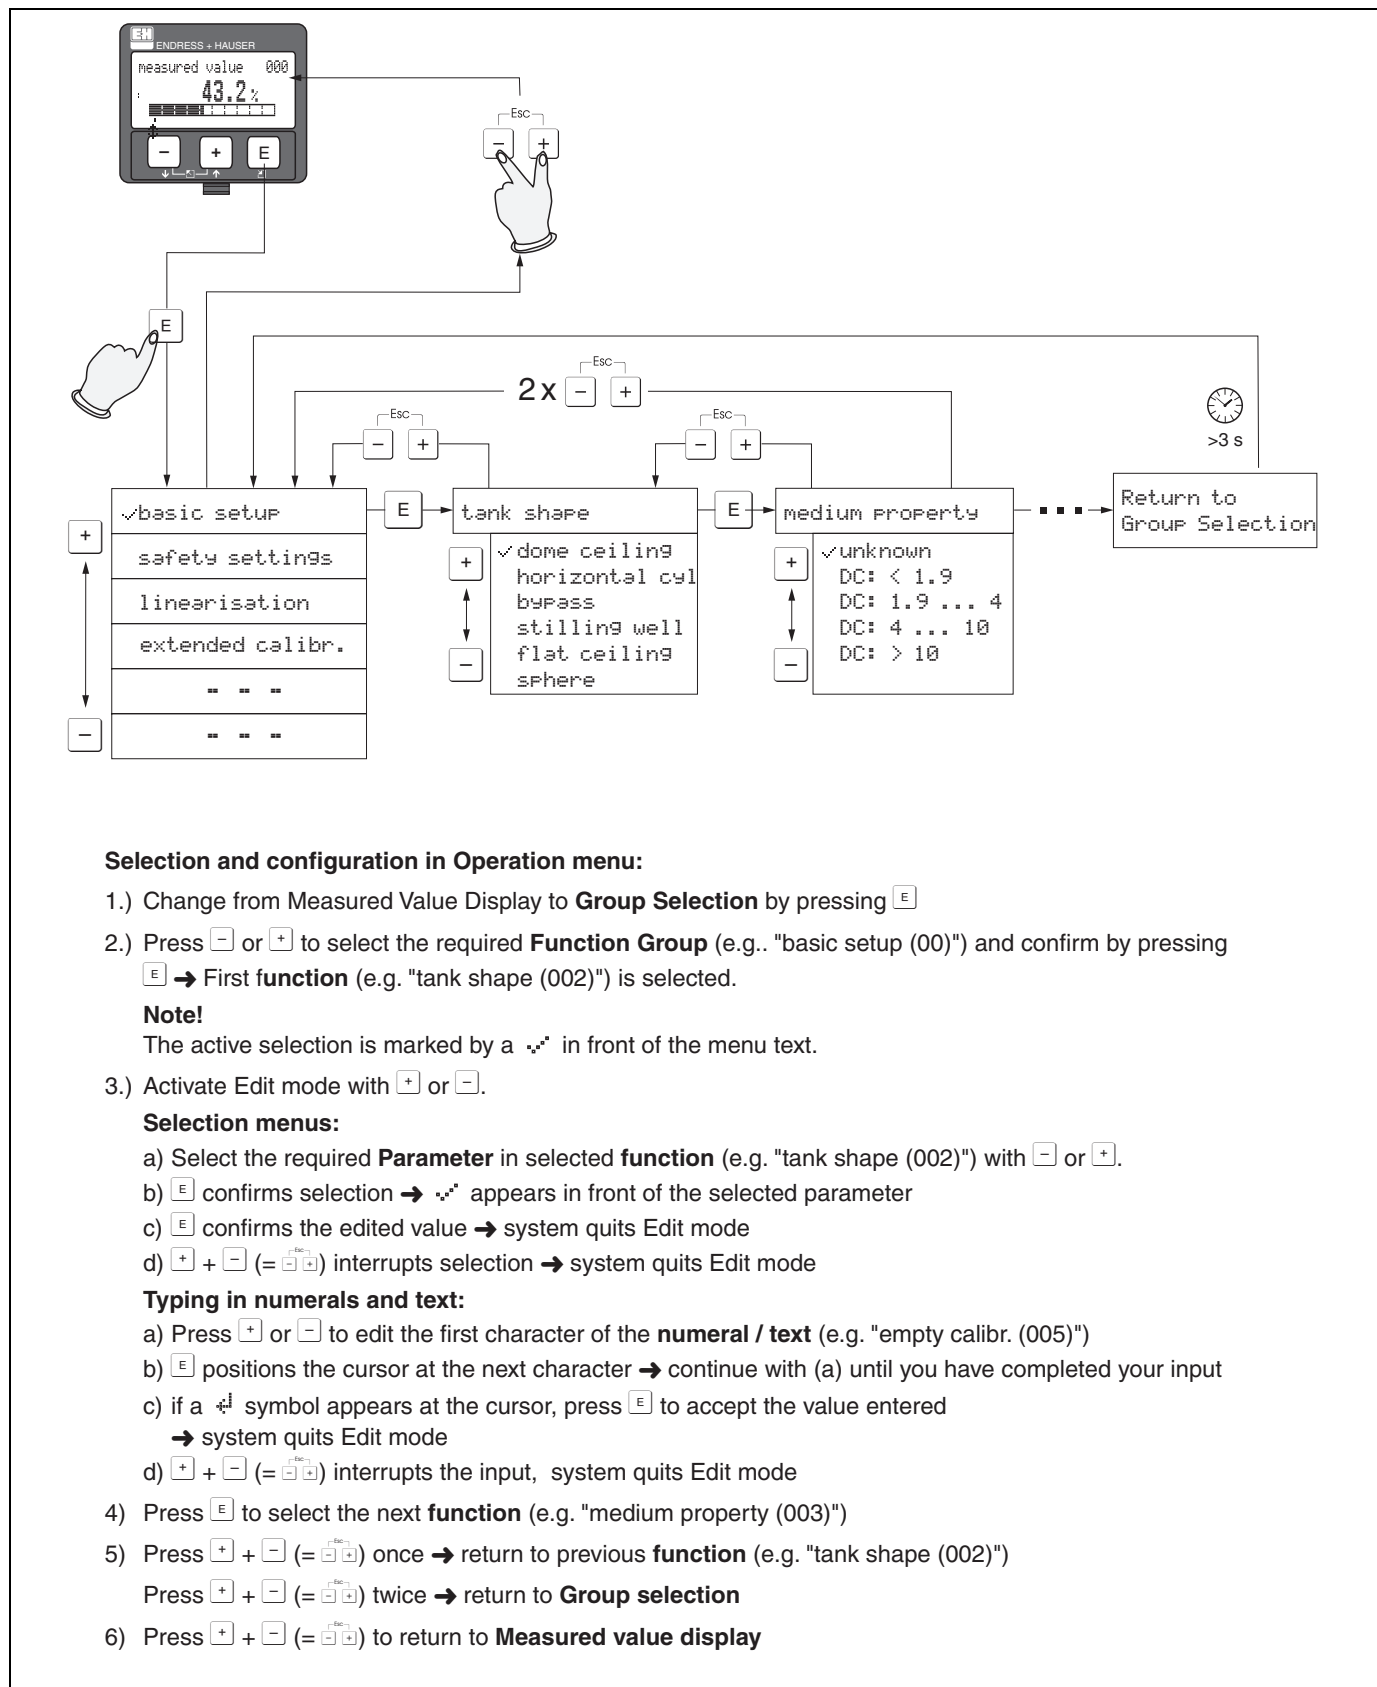 EH
ENDRESS + HAUSER
measured value 000
43.2 %
- + E
Esc
- +
E
Esc
2 x - +
Esc
- +
Esc
- +
>3 s
✓basic setup
safety settings
linearisation
extended calibr.
- - -
- - -
+
-
E
tank shape
✓dome ceiling
horizontal cyl
bypass
stilling well
flat ceiling
sphere
+
-
E
medium property
✓unknown
DC: < 1.9
DC: 1.9 ... 4
DC: 4 ... 10
DC: > 10
+
-
Return to
Group Selection
Selection and configuration in Operation menu:
1.) Change from Measured Value Display to Group Selection by pressing E
2.) Press - or + to select the required Function Group (e.g.. "basic setup (00)") and confirm by pressing
E ➜ First function (e.g. "tank shape (002)") is selected.
Note!
The active selection is marked by a ✓ in front of the menu text.
3.) Activate Edit mode with + or -.
Selection menus:
a) Select the required Parameter in selected function (e.g. "tank shape (002)") with - or +.
b) E confirms selection ➜ ✓ appears in front of the selected parameter
c) E confirms the edited value ➜ system quits Edit mode
d) + + - (= Esc - +) interrupts selection ➜ system quits Edit mode
Typing in numerals and text:
a) Press + or - to edit the first character of the numeral / text (e.g. "empty calibr. (005)")
b) E positions the cursor at the next character ➜ continue with (a) until you have completed your input
c) if a ↵ symbol appears at the cursor, press E to accept the value entered
➜ system quits Edit mode
d) + + - (= Esc - +) interrupts the input, system quits Edit mode
4) Press E to select the next function (e.g. "medium property (003)")
5) Press + + - (= Esc - +) once ➜ return to previous function (e.g. "tank shape (002)")
Press + + - (= Esc - +) twice ➜ return to Group selection
6) Press + + - (= Esc - +) to return to Measured value display